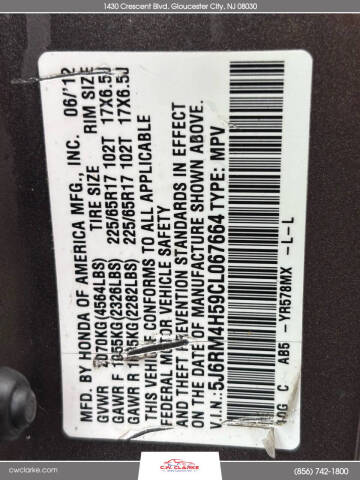 1430 Crescent Blvd, Gloucester City, NJ 08030
MFD. BY HONDA OF AMERICA MFG., INC. 06/'12
TIRE SIZE RIM SIZE
GVWR 2070KG(4564LBS)
GAWR F 1055KG(2326LBS) 225/65R17 102T 17X6.5J
GAWR R 1035KG(2282LBS) 225/65R17 102T 17X6.5J
THIS VEHICLE CONFORMS TO ALL APPLICABLE
FEDERAL MOTOR VEHICLE SAFETY
AND THEFT PREVENTION STANDARDS IN EFFECT
ON THE DATE OF MANUFACTURE SHOWN ABOVE.
V.I.N.: 5J6RM4H59CL067664 TYPE: MPV
C AB5 -YR578MX -L-L
C.W. CLARKE
cwclarke.com
(856) 742-1800